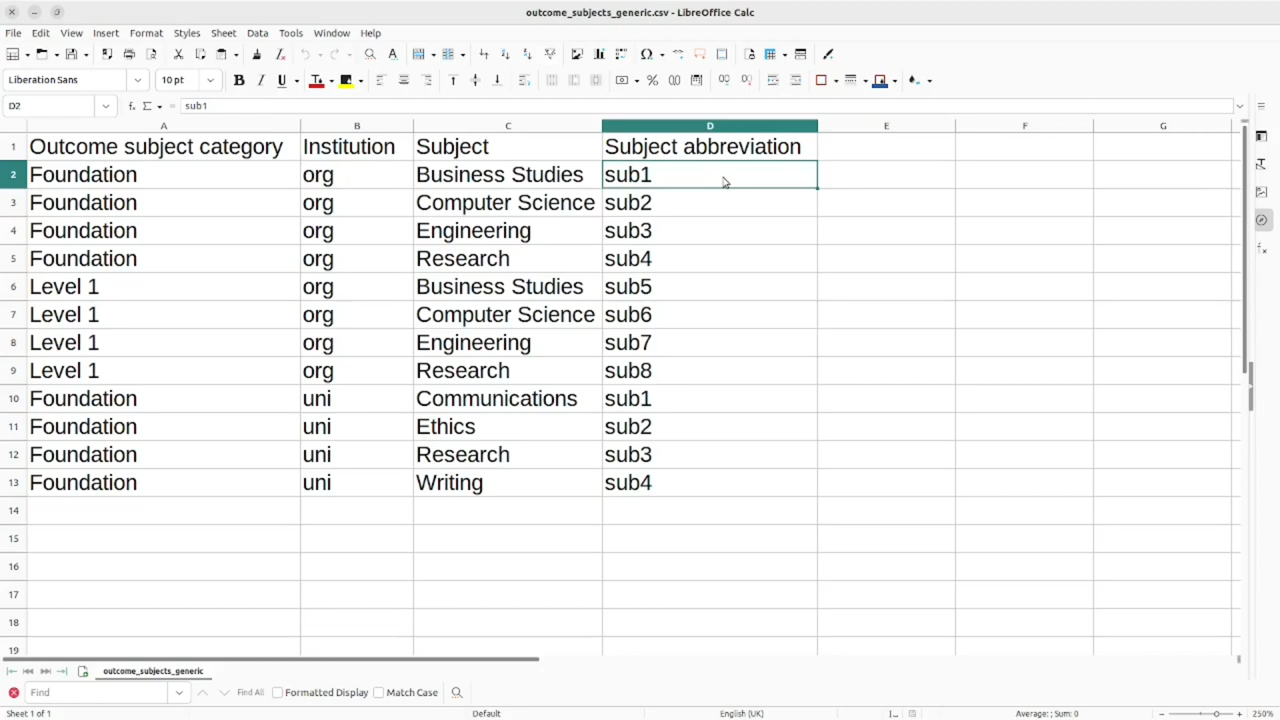 outcome_subjects_generic.csv - LibreOffice Calc
File Edit View Insert Format Styles Sheet Data Tools Window Help
Liberation Sans 10 pt
D2 sub1
A B C D E F G
1 Outcome subject category Institution Subject Subject abbreviation
2 Foundation org Business Studies sub1
3 Foundation org Computer Science sub2
4 Foundation org Engineering sub3
5 Foundation org Research sub4
6 Level 1 org Business Studies sub5
7 Level 1 org Computer Science sub6
8 Level 1 org Engineering sub7
9 Level 1 org Research sub8
10 Foundation uni Communications sub1
11 Foundation uni Ethics sub2
12 Foundation uni Research sub3
13 Foundation uni Writing sub4
14
15
16
17
18
19
outcome_subjects_generic
Find Find All Formatted Display Match Case
Sheet 1 of 1 Default English (UK) Average: ; Sum: 0 250%